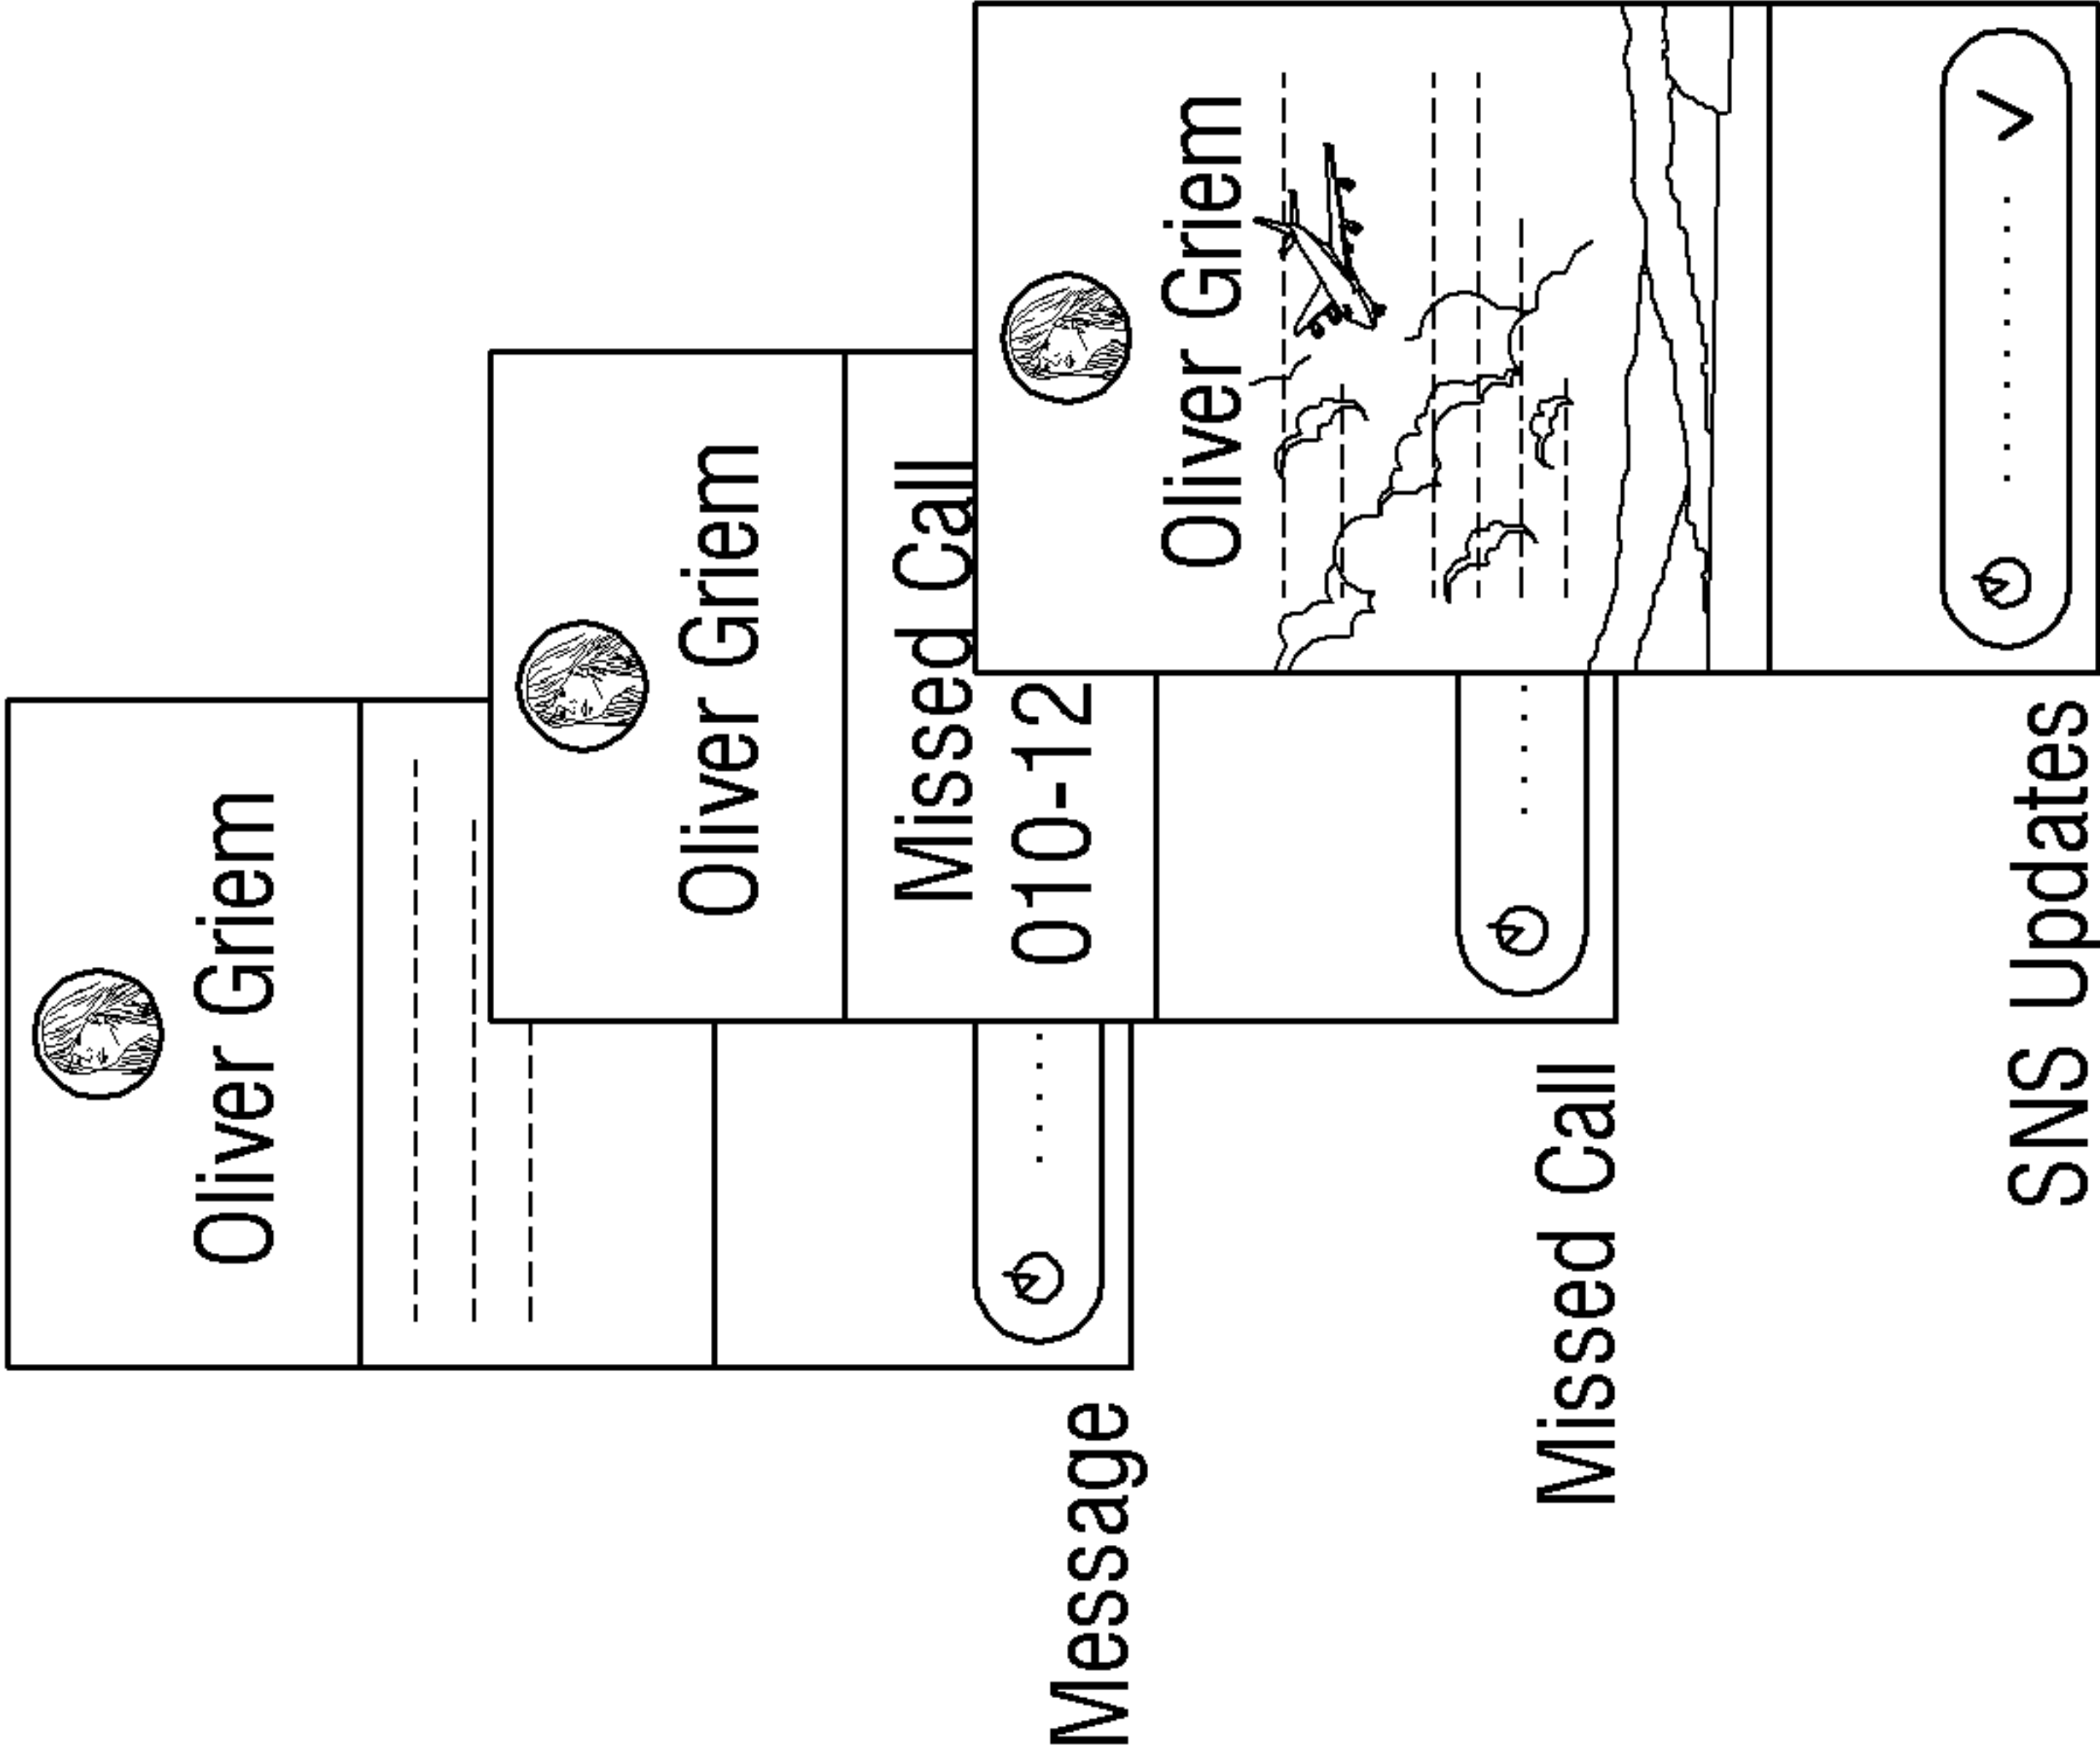 Oliver Griem
Message
Oliver Griem
Missed Call
010-12
Missed Call
Oliver Griem
SNS Updates